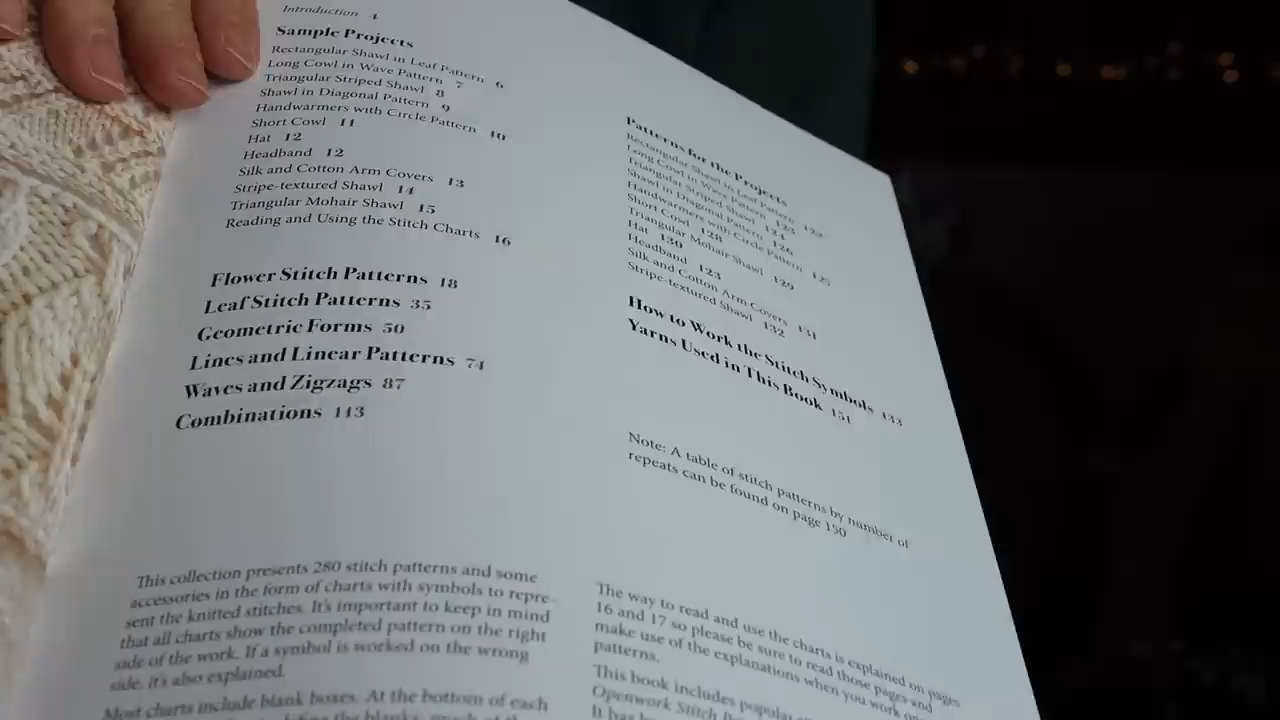 Introduction 4
Sample Projects
Rectangular Shawl in Leaf Pattern 6
Long Cowl in Wave Pattern 7
Triangular Striped Shawl 8
Shawl in Diagonal Pattern 9
Handwarmers with Circle Pattern 10
Short Cowl 11
Hat 12
Headband 12
Silk and Cotton Arm Covers 13
Stripe-textured Shawl 14
Triangular Mohair Shawl 15
Reading and Using the Stitch Charts 16
Flower Stitch Patterns 18
Leaf Stitch Patterns 35
Geometric Forms 50
Lines and Linear Patterns 74
Waves and Zigzags 87
Combinations 113
This collection presents 280 stitch patterns and some
accessories in the form of charts with symbols to repre-
sent the knitted stitches. It's important to keep in mind
that all charts show the completed pattern on the right
side of the work. If a symbol is worked on the wrong
side, it's also explained.
Most charts include blank boxes. At the bottom of each
the blanks, much of
Patterns for the Projects
Rectangular Shawl in Leaf Pattern
Long Cowl in Wave Pattern 123
Triangular Striped Shawl 124
Shawl in Diagonal Pattern 126
Handwarmers with Circle Pattern
Short Cowl 128
Triangular Mohair Shawl 129
Hat 130
Headband 123
Silk and Cotton Arm Covers 131
Stripe-textured Shawl 132
How to Work the Stitch Symbols 133
Yarns Used in This Book 151
Note: A table of stitch patterns by number of
repeats can be found on page 150
The way to read and use the charts is explained on pages
16 and 17 so please be sure to read those pages and
make use of the explanations when you work
patterns.
This book includes popular
Openwork Stitch
It has